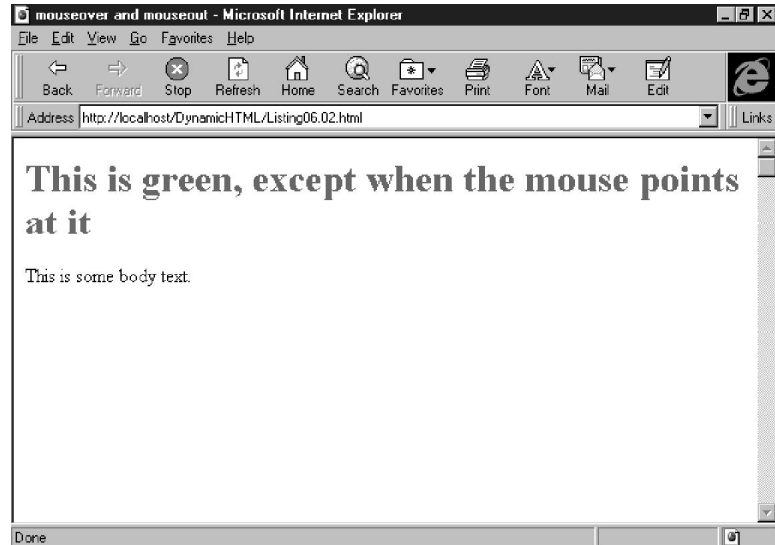 mouseover and mouseout - Microsoft Internet Explorer
File Edit View Go Favorites Help
Back Forward Stop Refresh Home Search Favorites Print Font Mail Edit
Address http://localhost/DynamicHTML/Listing06.02.html Links
This is green, except when the mouse points
at it
This is some body text.
Done